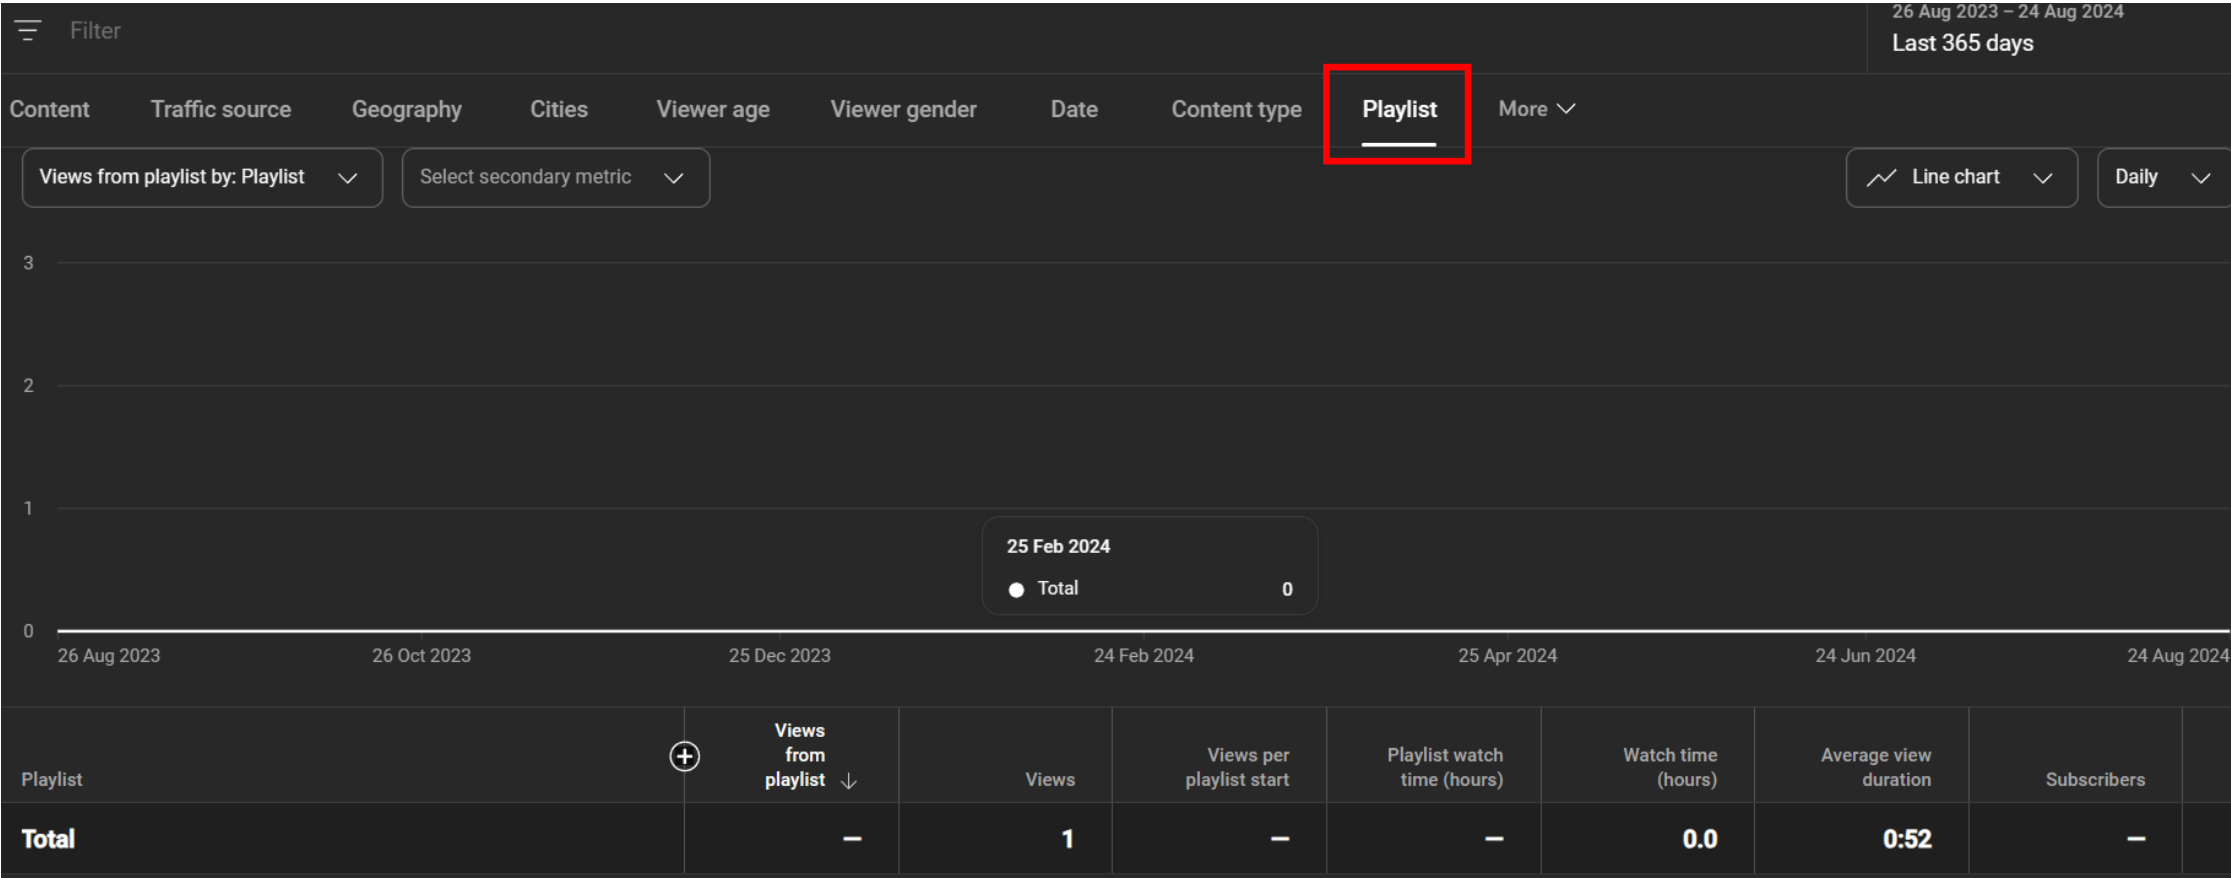 26 Aug 2023 – 24 Aug 2024
Filter
Last 365 days
Content Traffic source Geography Cities Viewer age Viewer gender Date Content type Playlist More
Views from playlist by: Playlist Select secondary metric Line chart Daily
3
2
1
25 Feb 2024
Total 0
0
26 Aug 2023 26 Oct 2023 25 Dec 2023 24 Feb 2024 25 Apr 2024 24 Jun 2024 24 Aug 2024
Views
from Views per Playlist watch Watch time Average view
Playlist playlist Views playlist start time (hours) (hours) duration Subscribers
Total — 1 — — 0.0 0:52 —